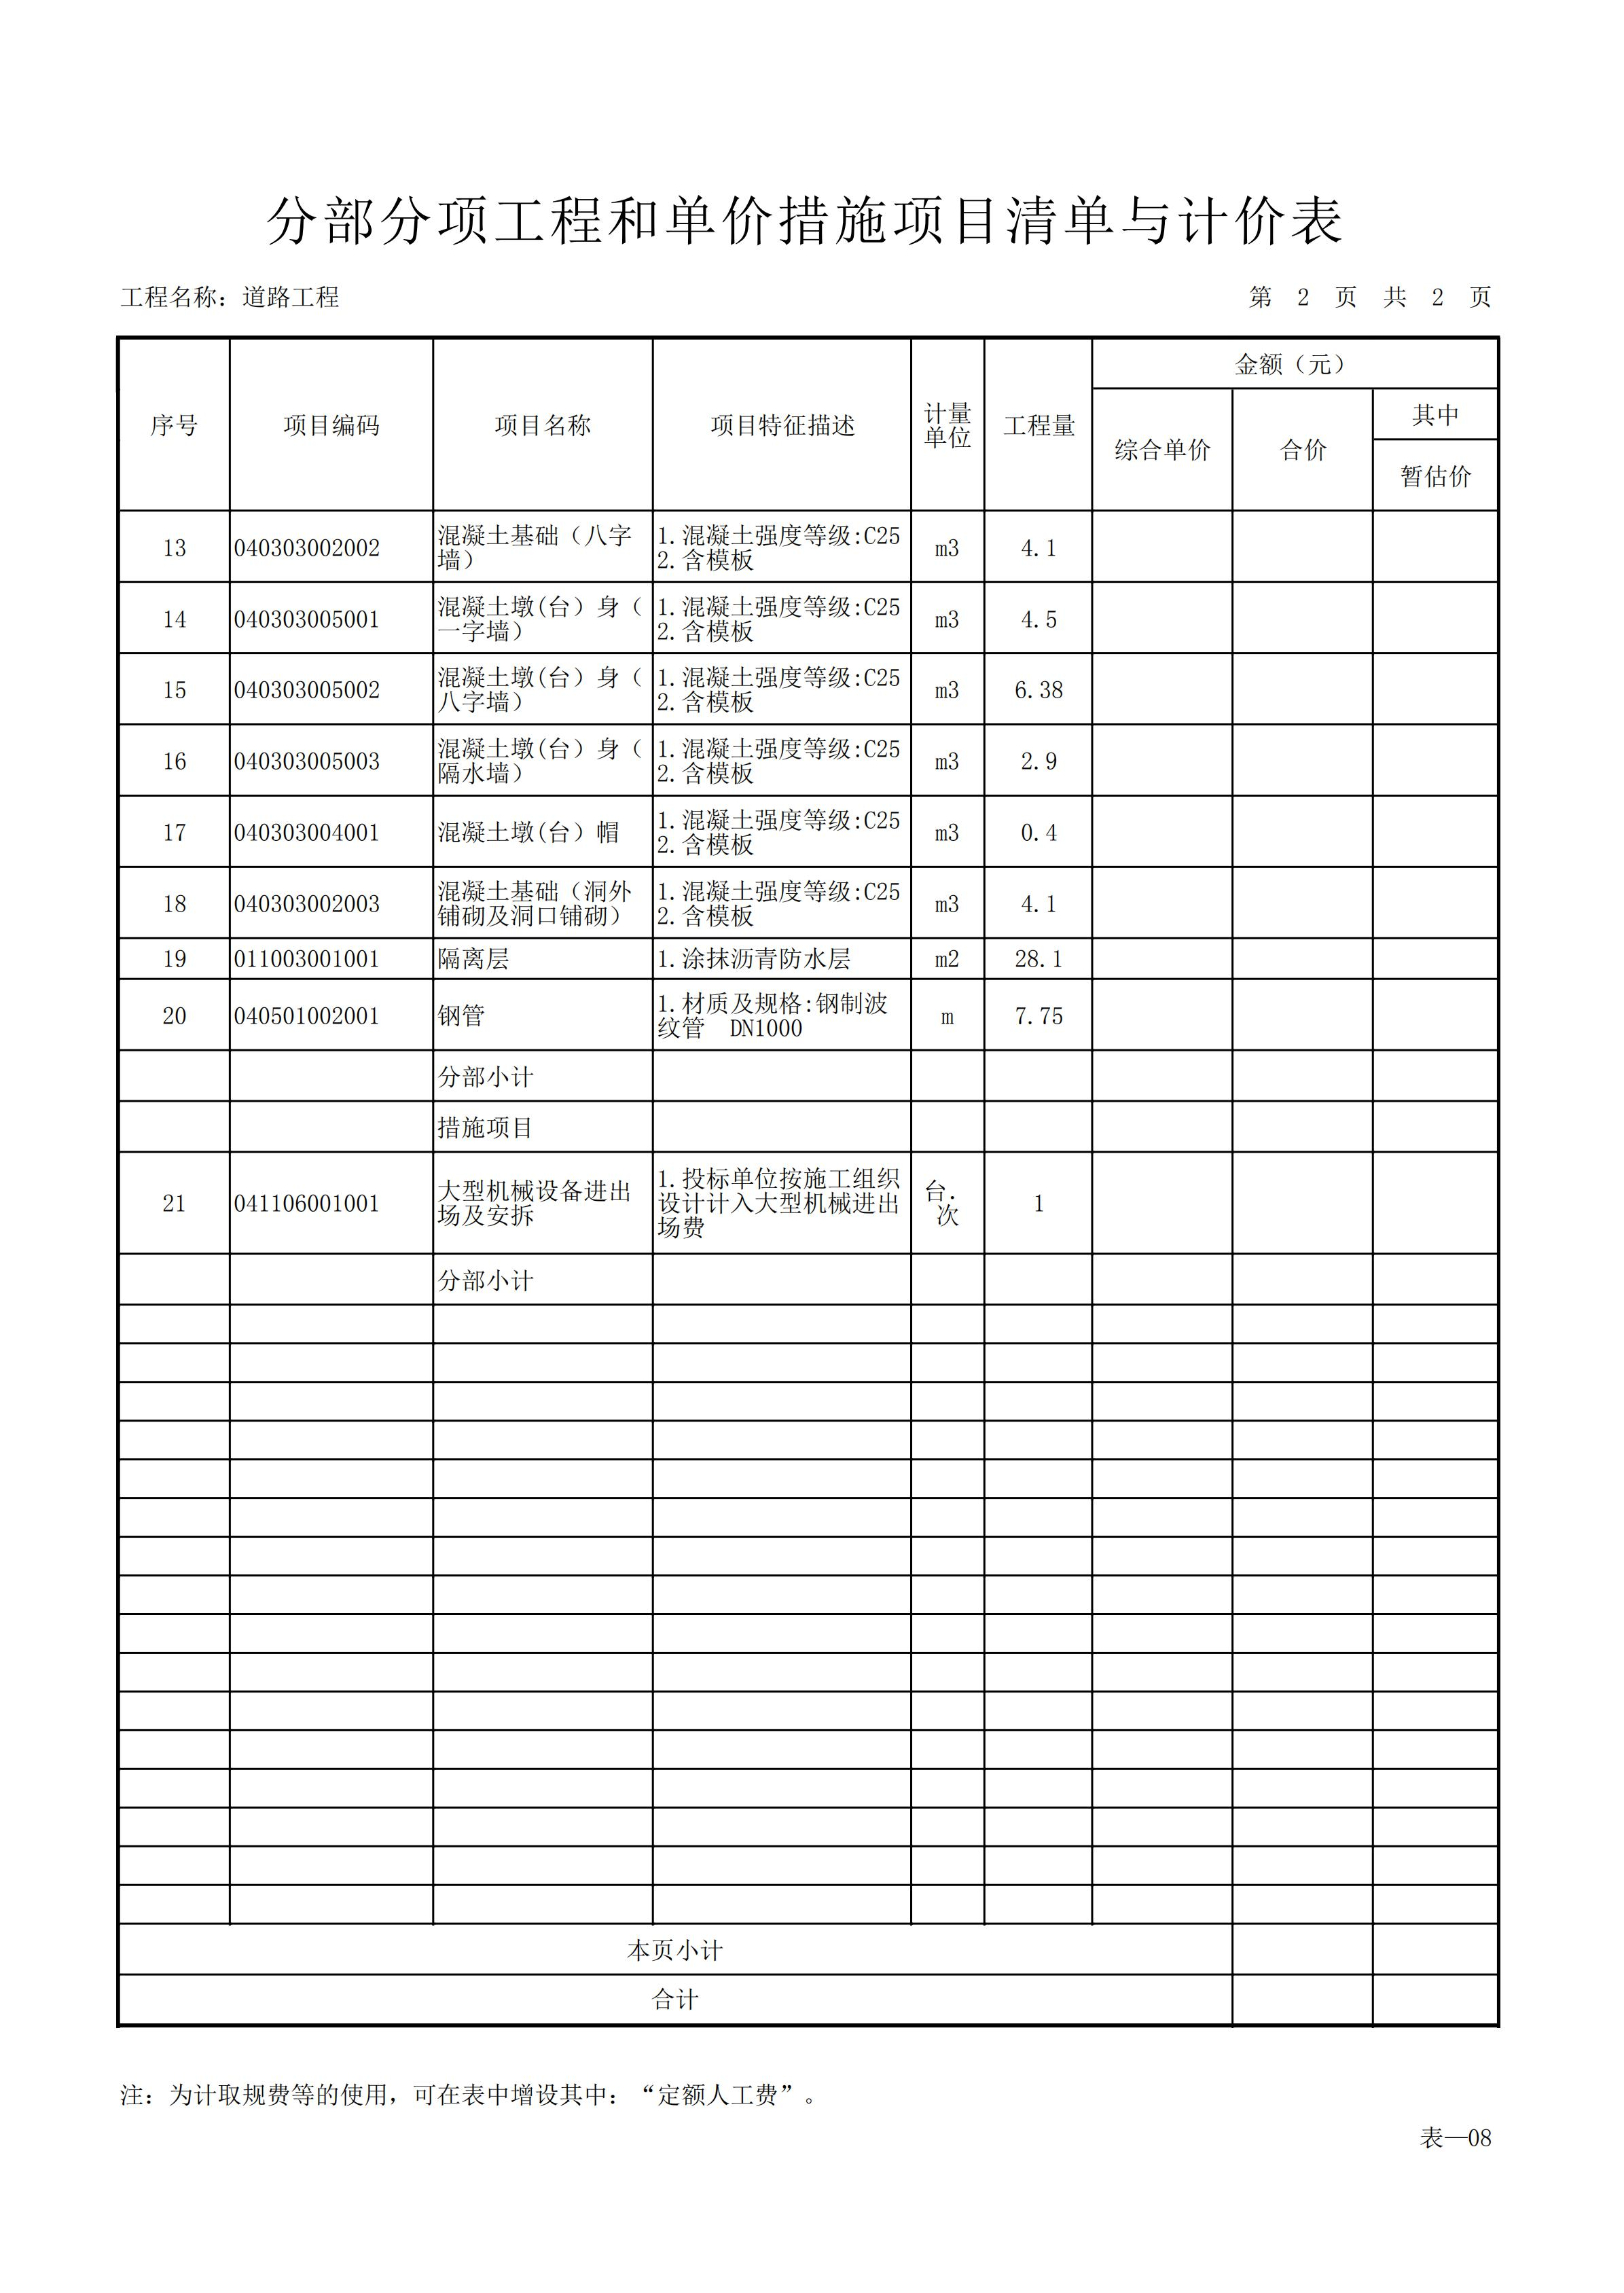 分部分项工程和单价措施项目清单与计价表
工程名称：道路工程
第 2 页 共 2 页
序号 项目编码 项目名称 项目特征描述 计量单位 工程量 金额（元）
综合单价 合价 其中
暂估价
13 040303002002 混凝土基础（八字墙） 1.混凝土强度等级:C25 2.含模板 m3 4.1
14 040303005001 混凝土墩(台）身（一字墙） 1.混凝土强度等级:C25 2.含模板 m3 4.5
15 040303005002 混凝土墩(台）身（八字墙） 1.混凝土强度等级:C25 2.含模板 m3 6.38
16 040303005003 混凝土墩(台）身（隔水墙） 1.混凝土强度等级:C25 2.含模板 m3 2.9
17 040303004001 混凝土墩(台）帽 1.混凝土强度等级:C25 2.含模板 m3 0.4
18 040303002003 混凝土基础（洞外铺砌及洞口铺砌） 1.混凝土强度等级:C25 2.含模板 m3 4.1
19 011003001001 隔离层 1.涂抹沥青防水层 m2 28.1
20 040501002001 钢管 1.材质及规格:钢制波纹管 DN1000 m 7.75
分部小计
措施项目
21 041106001001 大型机械设备进出场及安拆 1.投标单位按施工组织设计计入大型机械进出场费 台.次 1
分部小计
本页小计
合计
注：为计取规费等的使用，可在表中增设其中：“定额人工费”。
表—08